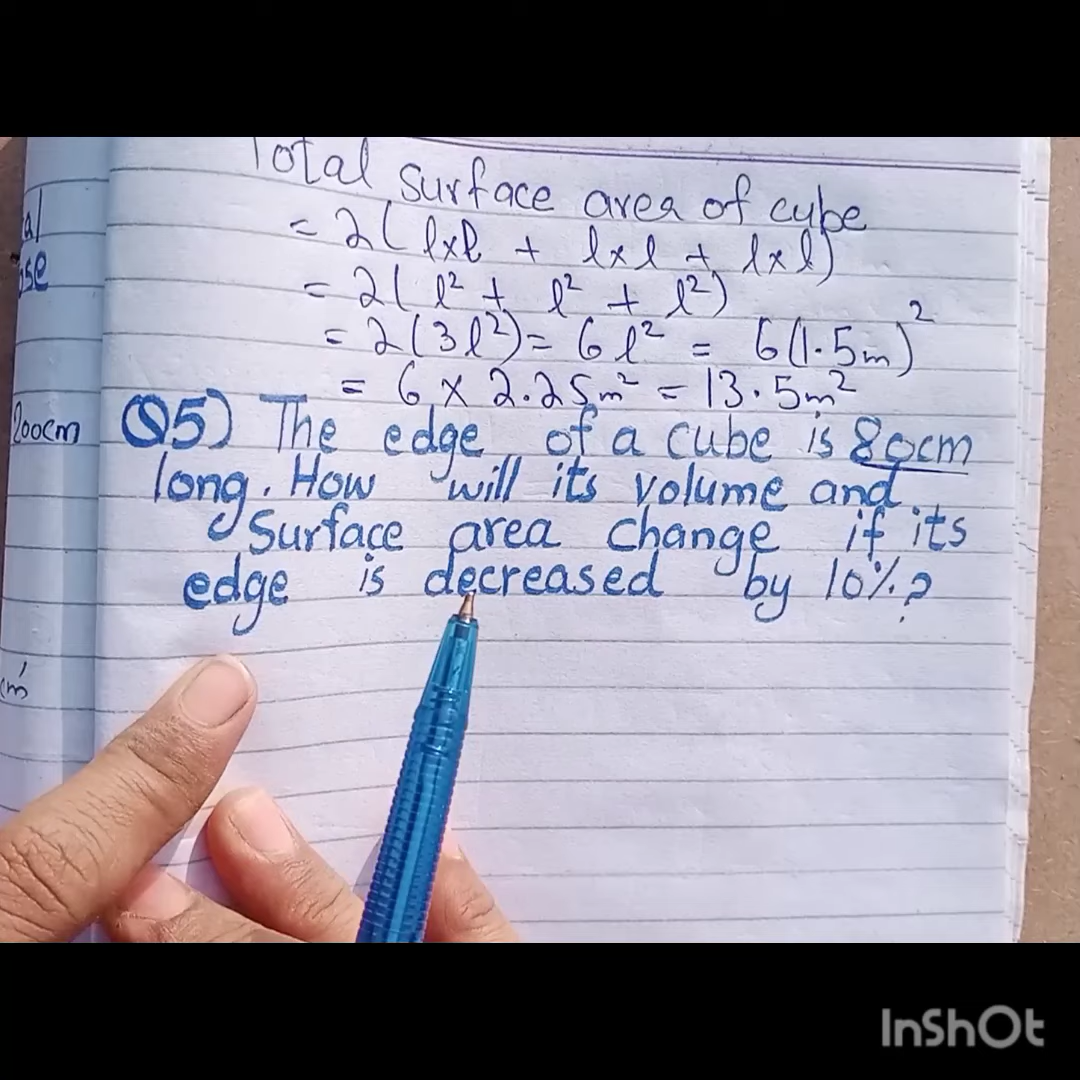 Total surface area of cube
= 2(l×l + l×l + l×l)
= 2(l² + l² + l²)
= 2(3l²) = 6l² = 6(1.5m)²
= 6 × 2.25m² = 13.5m²
200cm
Q5) The edge of a cube is 80cm
long. How will its volume and
Surface area change if its
edge is decreased by 10%?
InShOt